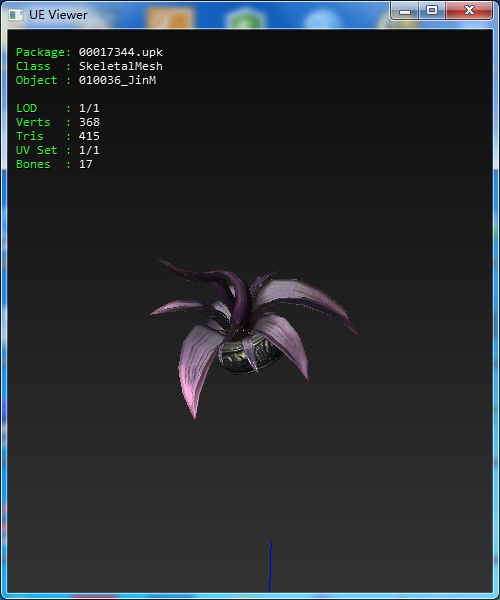 UE Viewer
Package: 00017344.upk
Class : SkeletalMesh
Object : 010036_JinM
LOD : 1/1
Verts : 368
Tris : 415
UV Set : 1/1
Bones : 17